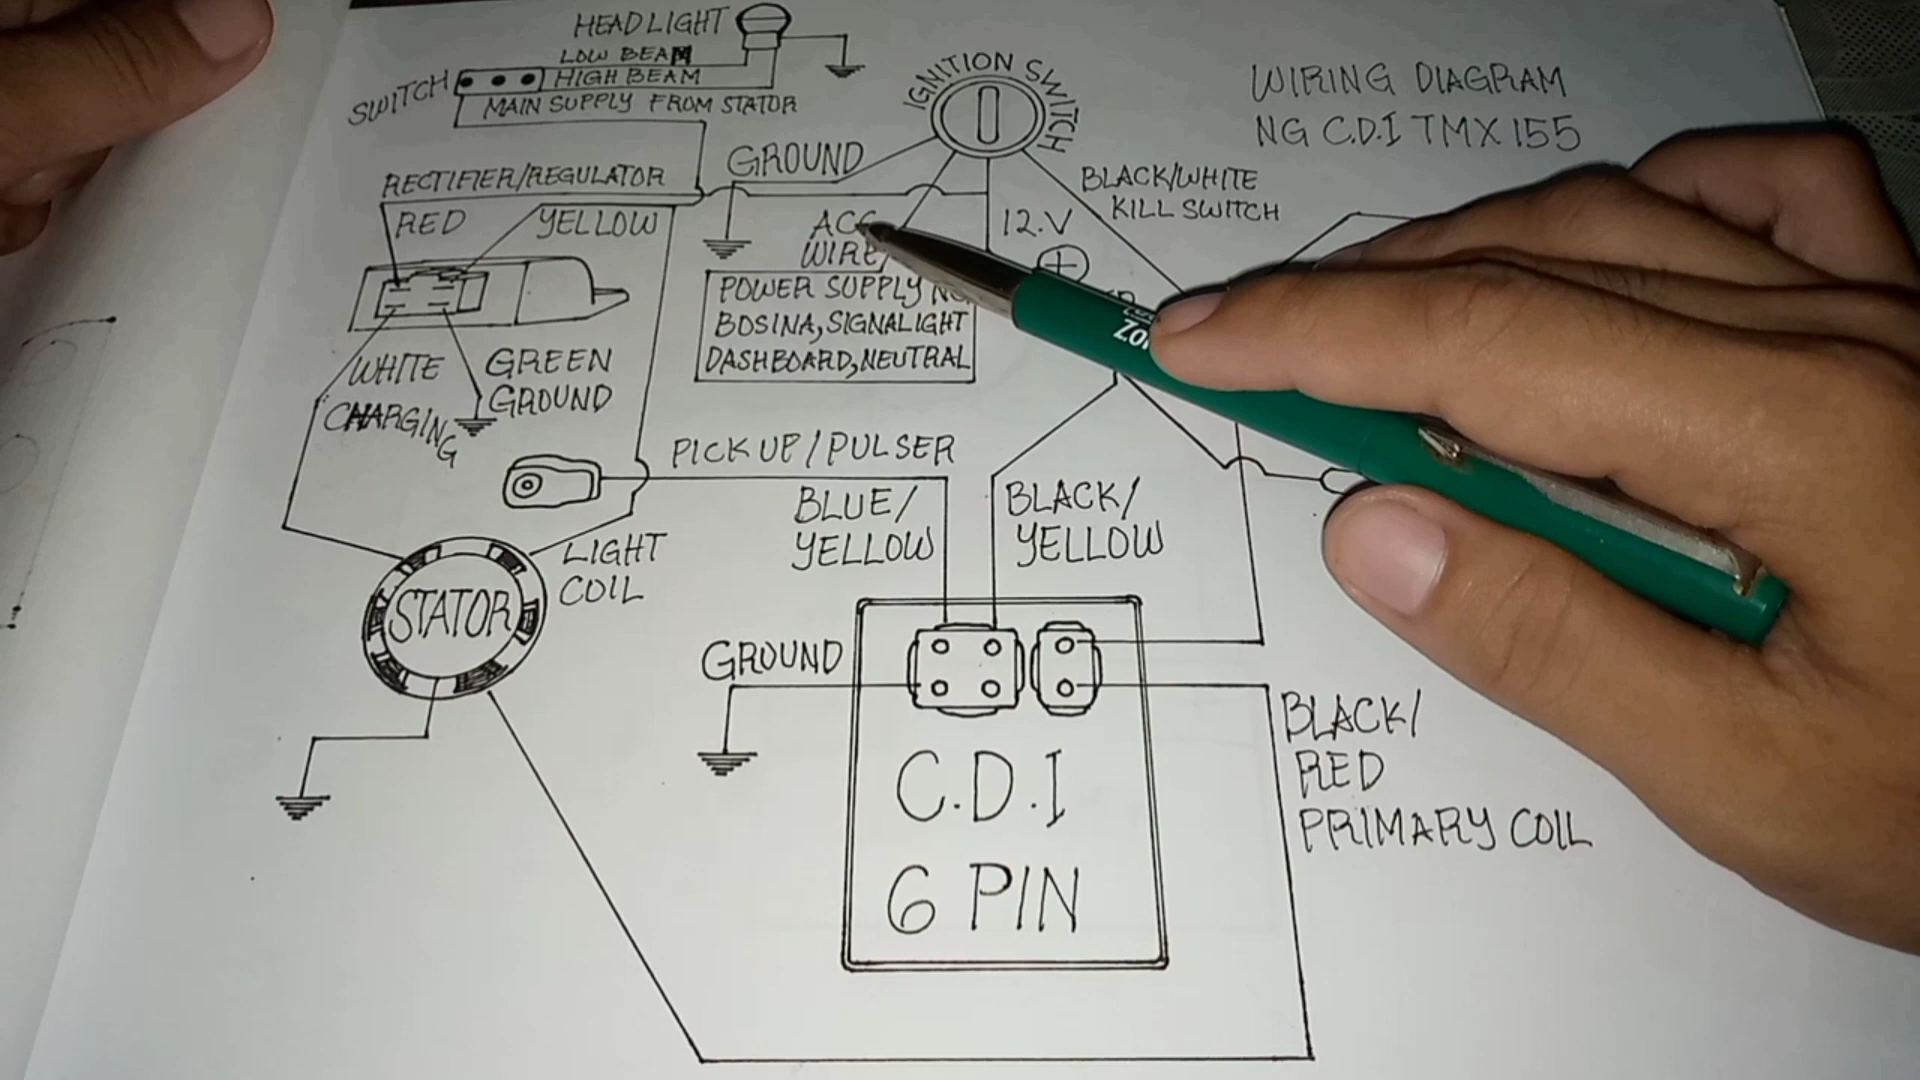 HEADLIGHT
LOW BEAM
SWITCH
HIGH BEAM
MAIN SUPPLY FROM STATOR
IGNITION SWITCH
WIRING DIAGRAM
NG C.D.I TMX 155
GROUND
RECTIFIER/REGULATOR
BLACK/WHITE
KILL SWITCH
RED
YELLOW
ACC
WIRE
12.V
+
POWER SUPPLY
BOSINA, SIGNALIGHT
DASHBOARD, NEUTRAL
WHITE
CHARGING
GREEN
GROUND
PICK UP/PULSER
BLUE/
YELLOW
BLACK/
YELLOW
LIGHT
COIL
STATOR
GROUND
C.D.I
6 PIN
BLACK/
RED
PRIMARY COIL